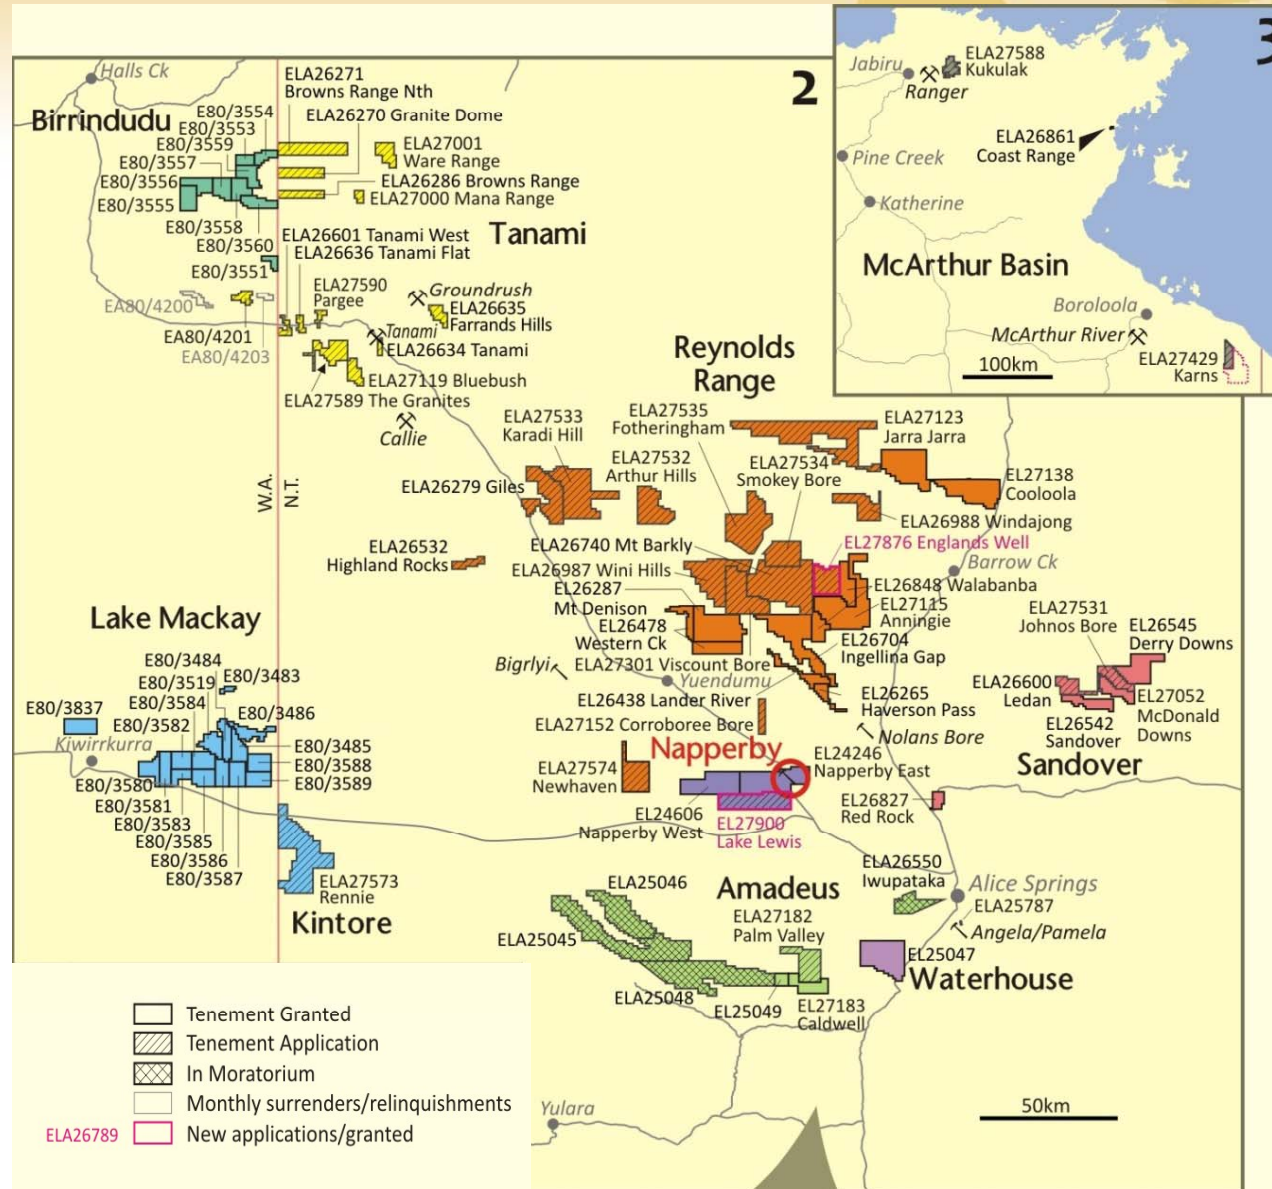 2
3
Halls Ck
Birrindudu
E80/3554
E80/3553
E80/3559
E80/3557
E80/3556
E80/3555
E80/3558
E80/3560
E80/3551
ELA26271
Browns Range Nth
ELA26270 Granite Dome
ELA27001
Ware Range
ELA26286 Browns Range
ELA27000 Mana Range
Tanami
ELA26601 Tanami West
ELA26636 Tanami Flat
EA80/4200
EA80/4201
EA80/4203
ELA27590
Pargee
Groundrush
ELA26635
Farrands Hills
Tanami
ELA26634 Tanami
ELA27119 Bluebush
ELA27589 The Granites
Callie
W.A.
N.T.
Jabiru
ELA27588
Kukulak
Ranger
ELA26861
Coast Range
Pine Creek
Katherine
McArthur Basin
Boroloola
McArthur River
ELA27429
Karns
100km
Reynolds
Range
ELA27533
Karadi Hill
ELA27535
Fotheringham
ELA27123
Jarra Jarra
ELA27532
Arthur Hills
ELA27534
Smokey Bore
ELA26279 Giles
EL27138
Cooloola
ELA26988 Windajong
ELA26532
Highland Rocks
ELA26740 Mt Barkly
EL27876 Englands Well
ELA26987 Wini Hills
Barrow Ck
EL26287
Mt Denison
EL26848 Walabanba
EL27115
Anningie
EL26478
Western Ck
EL26704
Ingellina Gap
Bigrlyi
ELA27301 Viscount Bore
Yuendumu
EL26438 Lander River
EL26265
Haverson Pass
ELA27152 Corroboree Bore
Nolans Bore
ELA27531
Johnos Bore
EL26545
Derry Downs
ELA26600
Ledan
EL27052
McDonald
Downs
EL26542
Sandover
Sandover
Lake Mackay
E80/3484
E80/3483
E80/3519
E80/3584
E80/3837
E80/3582
E80/3486
Kiwirrkurra
E80/3485
E80/3588
E80/3589
E80/3580
E80/3581
E80/3583
E80/3585
E80/3586
E80/3587
ELA27573
Rennie
Kintore
Napperby
EL24246
Napperby East
ELA27574
Newhaven
EL24606
Napperby West
EL27900
Lake Lewis
EL26827
Red Rock
ELA26550
Iwupataka
Alice Springs
ELA25787
Angela/Pamela
Amadeus
ELA25046
ELA25045
ELA27182
Palm Valley
ELA25048
EL25049
EL27183
Caldwell
EL25047
Waterhouse
Tenement Granted
Tenement Application
In Moratorium
Monthly surrenders/relinquishments
ELA26789 New applications/granted
Yulara
50km